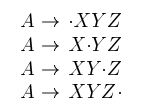 A → ·XYZ
A → X·YZ
A → XY·Z
A → XYZ·